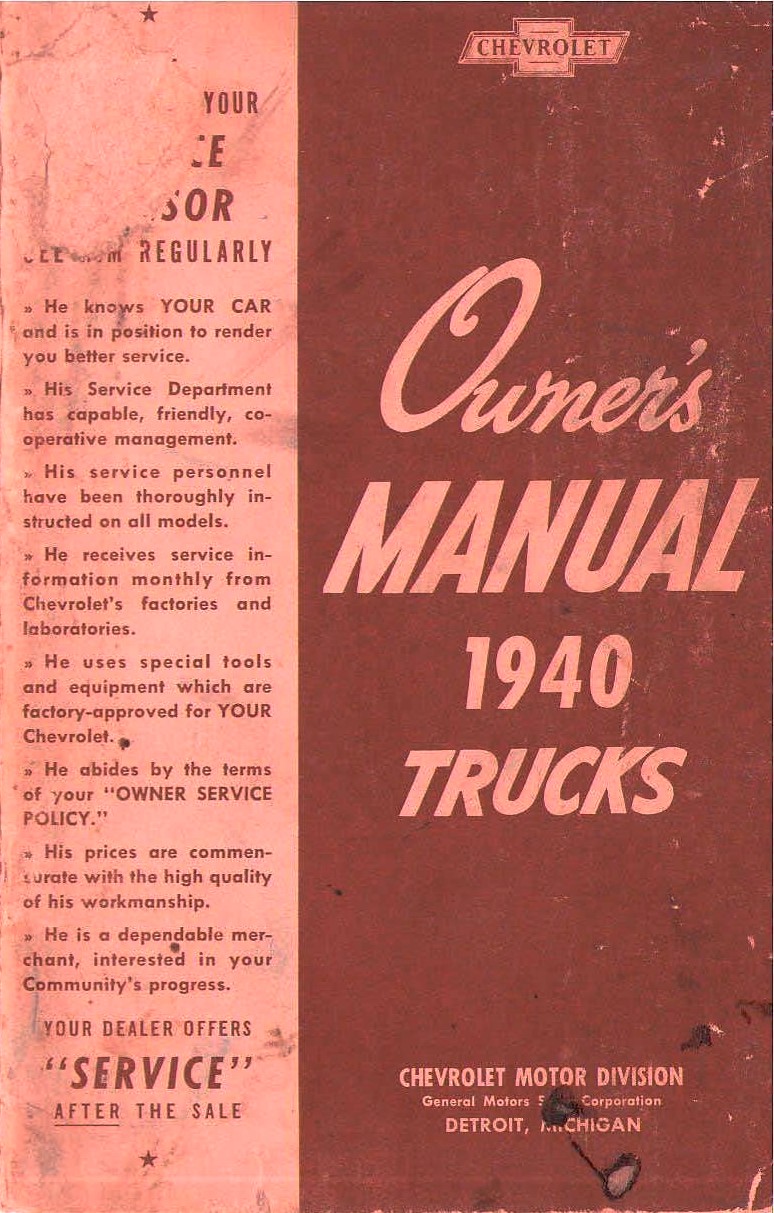 YOUR
REGULARLY
» He knows YOUR CAR
and is in position to render
you better service.
» His Service Department
has capable, friendly, co-
operative management.
» His service personnel
have been thoroughly in-
structed on all models.
» He receives service in-
formation monthly from
Chevrolet's factories and
laboratories.
» He uses special tools
and equipment which are
factory-approved for YOUR
Chevrolet.
» He abides by the terms
of your "OWNER SERVICE
POLICY."
» His prices are commen-
surate with the high quality
of his workmanship.
» He is a dependable mer-
chant, interested in your
Community's progress.
YOUR DEALER OFFERS
"SERVICE"
AFTER THE SALE
CHEVROLET
Owner's
MANUAL
1940
TRUCKS
CHEVROLET MOTOR DIVISION
General Motors Corporation
DETROIT, MICHIGAN